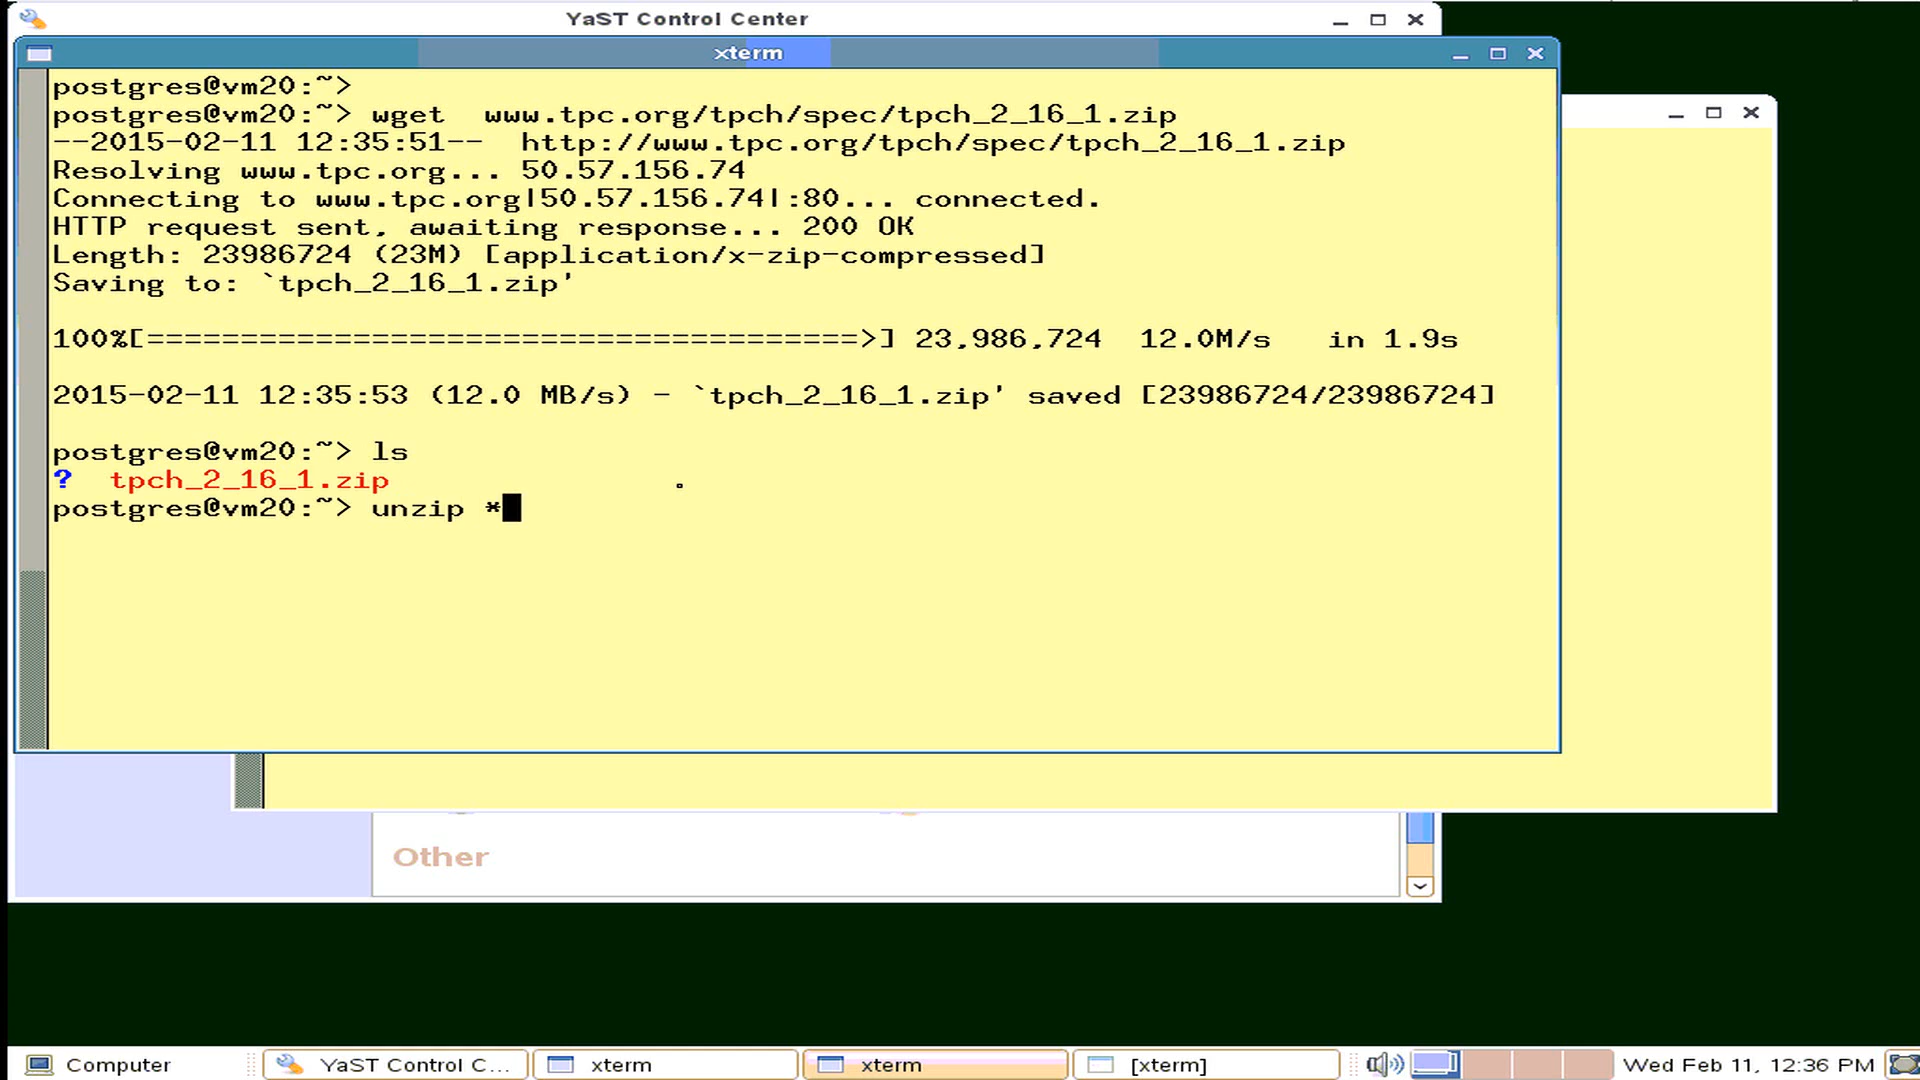 YaST Control Center
xterm
postgres@vm20:~>
postgres@vm20:~> wget  www.tpc.org/tpch/spec/tpch_2_16_1.zip
--2015-02-11 12:35:51--  http://www.tpc.org/tpch/spec/tpch_2_16_1.zip
Resolving www.tpc.org... 50.57.156.74
Connecting to www.tpc.org|50.57.156.74|:80... connected.
HTTP request sent, awaiting response... 200 OK
Length: 23986724 (23M) [application/x-zip-compressed]
Saving to: `tpch_2_16_1.zip'
100%[======================================>] 23,986,724  12.0M/s   in 1.9s
2015-02-11 12:35:53 (12.0 MB/s) - `tpch_2_16_1.zip' saved [23986724/23986724]
postgres@vm20:~> ls
?  tpch_2_16_1.zip
postgres@vm20:~> unzip *
Other
Computer
YaST Control C...
xterm
xterm
[xterm]
Wed Feb 11, 12:36 PM